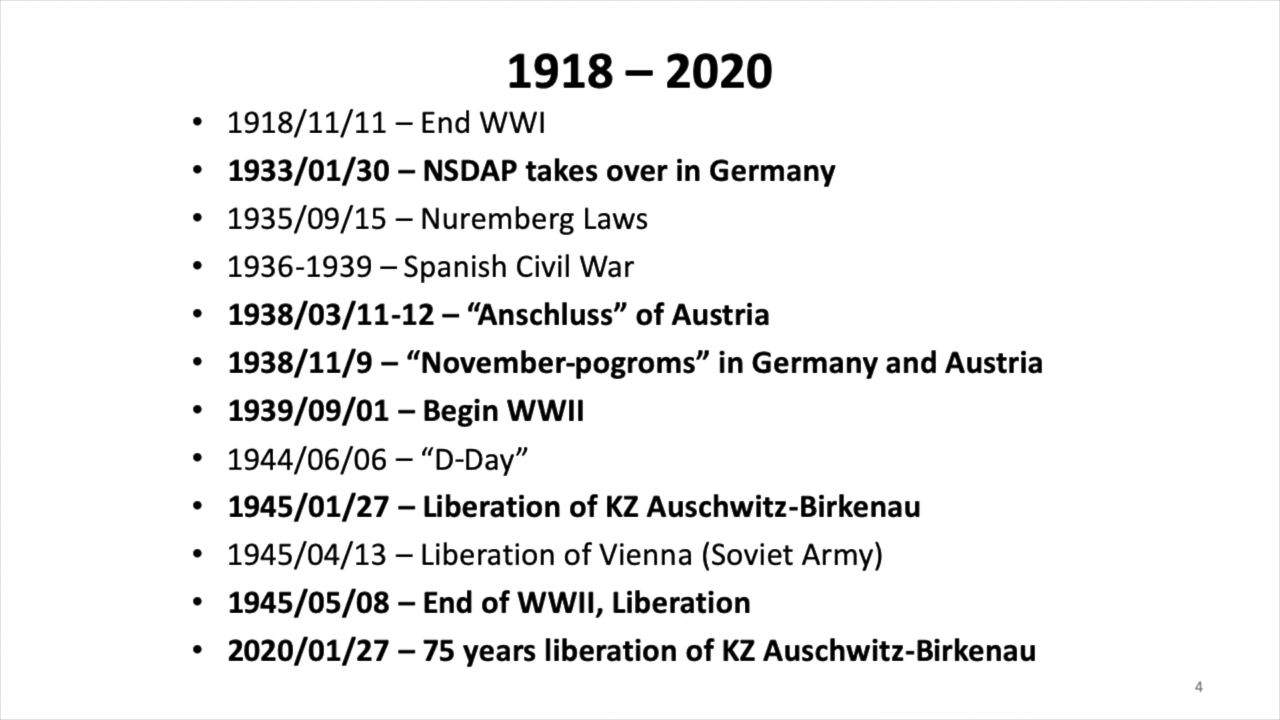 1918 – 2020
• 1918/11/11 – End WWI
• 1933/01/30 – NSDAP takes over in Germany
• 1935/09/15 – Nuremberg Laws
• 1936-1939 – Spanish Civil War
• 1938/03/11-12 – “Anschluss” of Austria
• 1938/11/9 – “November-pogroms” in Germany and Austria
• 1939/09/01 – Begin WWII
• 1944/06/06 – “D-Day”
• 1945/01/27 – Liberation of KZ Auschwitz-Birkenau
• 1945/04/13 – Liberation of Vienna (Soviet Army)
• 1945/05/08 – End of WWII, Liberation
• 2020/01/27 – 75 years liberation of KZ Auschwitz-Birkenau
4